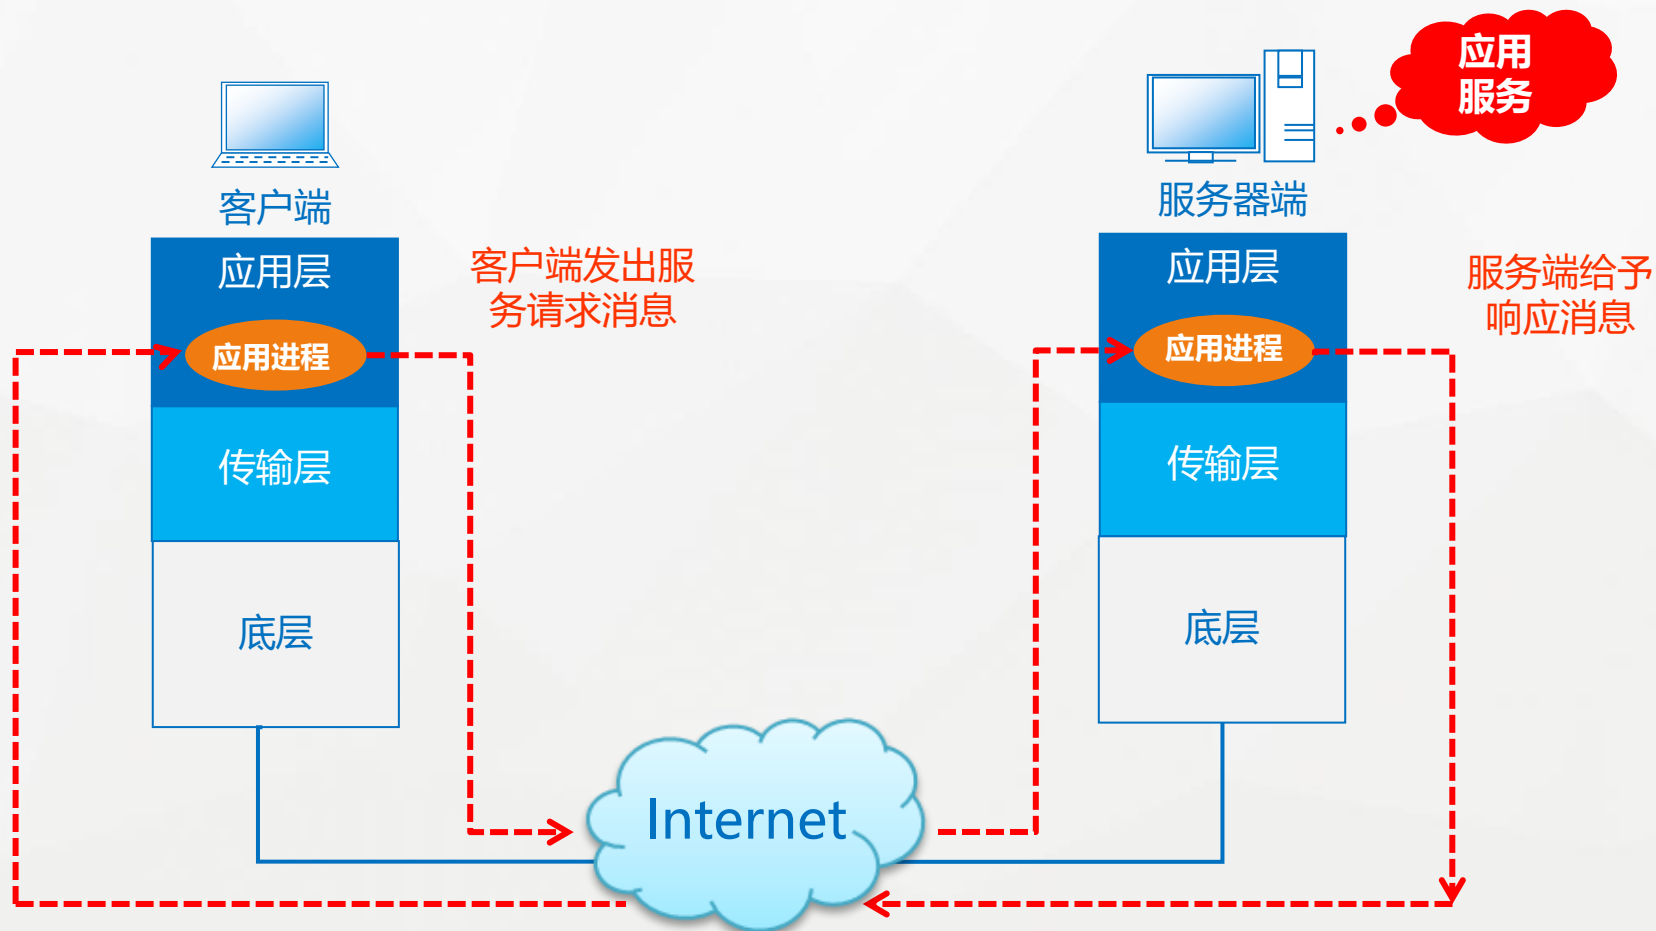 应用
服务
客户端
服务器端
应用层
客户端发出服
务请求消息
应用层
服务端给予
响应消息
应用进程
应用进程
传输层
传输层
底层
底层
Internet